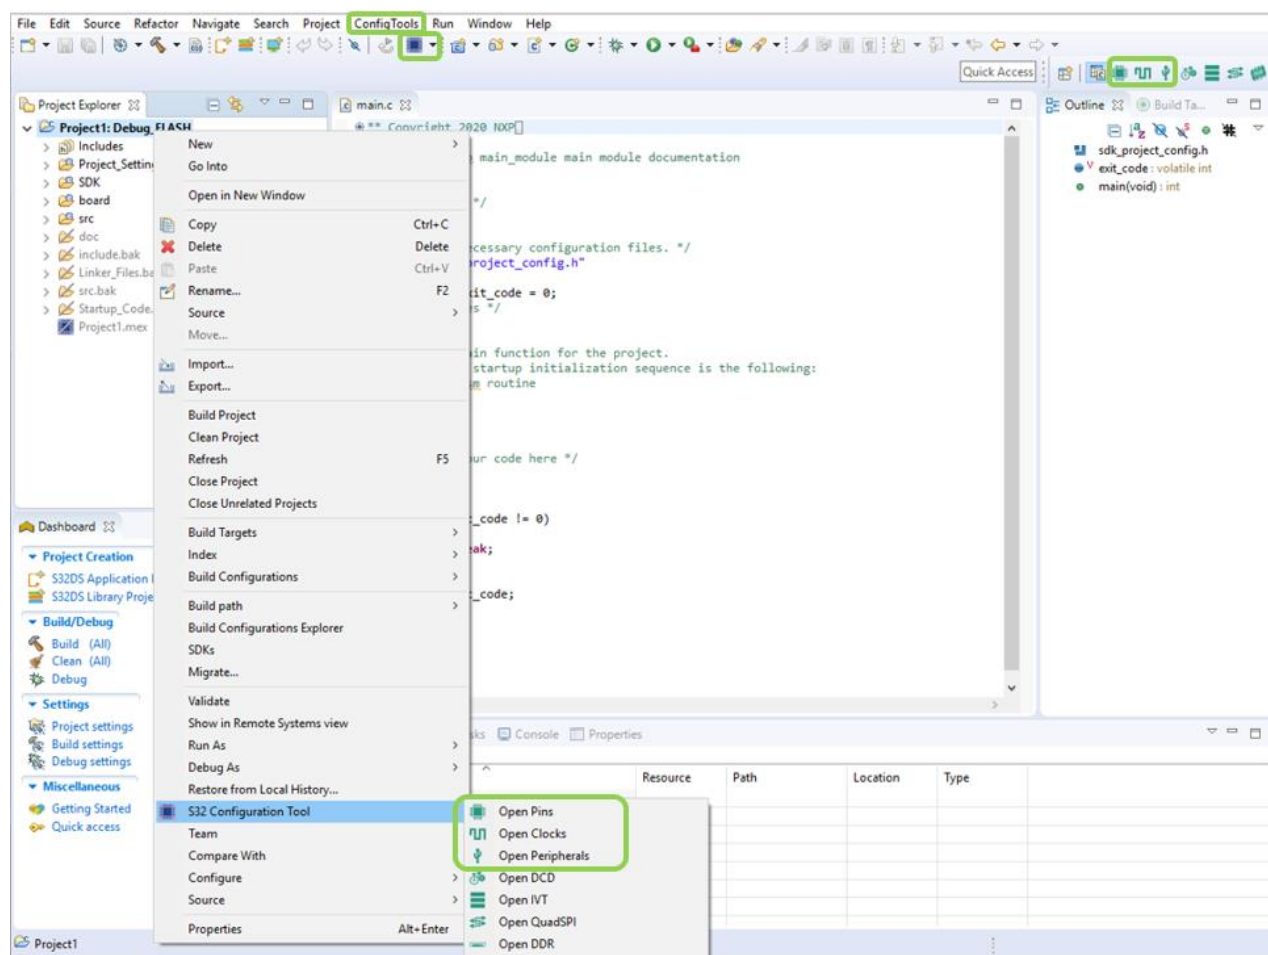 File Edit Source Refactor Navigate Search Project ConfigTools Run Window Help
Quick Access
Project Explorer
main.c
Outline
Build Ta...
Project1: Debug_FLASH
Includes
Project_Settin
SDK
board
src
doc
include.bak
Linker_Files.ba
src.bak
Startup_Code.
Project1.mex
New
Go Into
Open in New Window
Copy Ctrl+C
Delete Delete
Paste Ctrl+V
Rename... F2
Source
Move...
Import...
Export...
Build Project
Clean Project
Refresh F5
Close Project
Close Unrelated Projects
Build Targets
Index
Build Configurations
Build path
Build Configurations Explorer
SDKs
Migrate...
Validate
Show in Remote Systems view
Run As
Debug As
Restore from Local History...
S32 Configuration Tool
Team
Compare With
Configure
Source
Properties Alt+Enter
Open Pins
Open Clocks
Open Peripherals
Open DCD
Open IVT
Open QuadSPI
Open DDR
** Copyright 2020 NXP
main_module main module documentation
*/
cessary configuration files. */
roject_config.h"
xit_code = 0;
s */
in function for the project.
startup initialization sequence is the following:
m routine
ur code here */
_code != 0)
eak;
_code;
sdk_project_config.h
exit_code : volatile int
main(void) : int
Dashboard
Project Creation
S32DS Application
S32DS Library Proje
Build/Debug
Build (All)
Clean (All)
Debug
Settings
Project settings
Build settings
Debug settings
Miscellaneous
Getting Started
Quick access
ks Console Properties
Resource Path Location Type
Project1